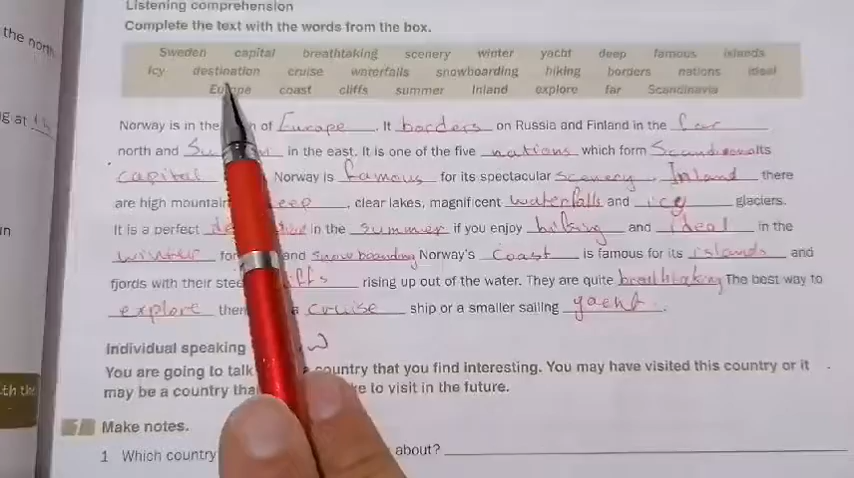 Listening comprehension
Complete the text with the words from the box.
the north
Sweden capital breathtaking scenery winter yacht deep famous islands
Icy destination cruise waterfalls snowboarding hiking borders nations ideal
Europe coast cliffs summer Inland explore far Scandinavia
Norway is in the of Europe. It borders on Russia and Finland in the far
north and in the east. It is one of the five nations which form Its
capital Norway is famous for its spectacular scenery. Inland there
are high mountain , clear lakes, magnificent waterfalls and icy glaciers.
It is a perfect in the summer if you enjoy hiking and ideal in the
winter for and snowboarding Norway's coast is famous for its islands and
fjords with their rising up out of the water. They are quite breathtaking The best way to
explore a cruise ship or a smaller sailing yacht.
Individual speaking
You are going to talk country that you find interesting. You may have visited this country or it
may be a country to visit in the future.
Make notes.
1 Which country about?